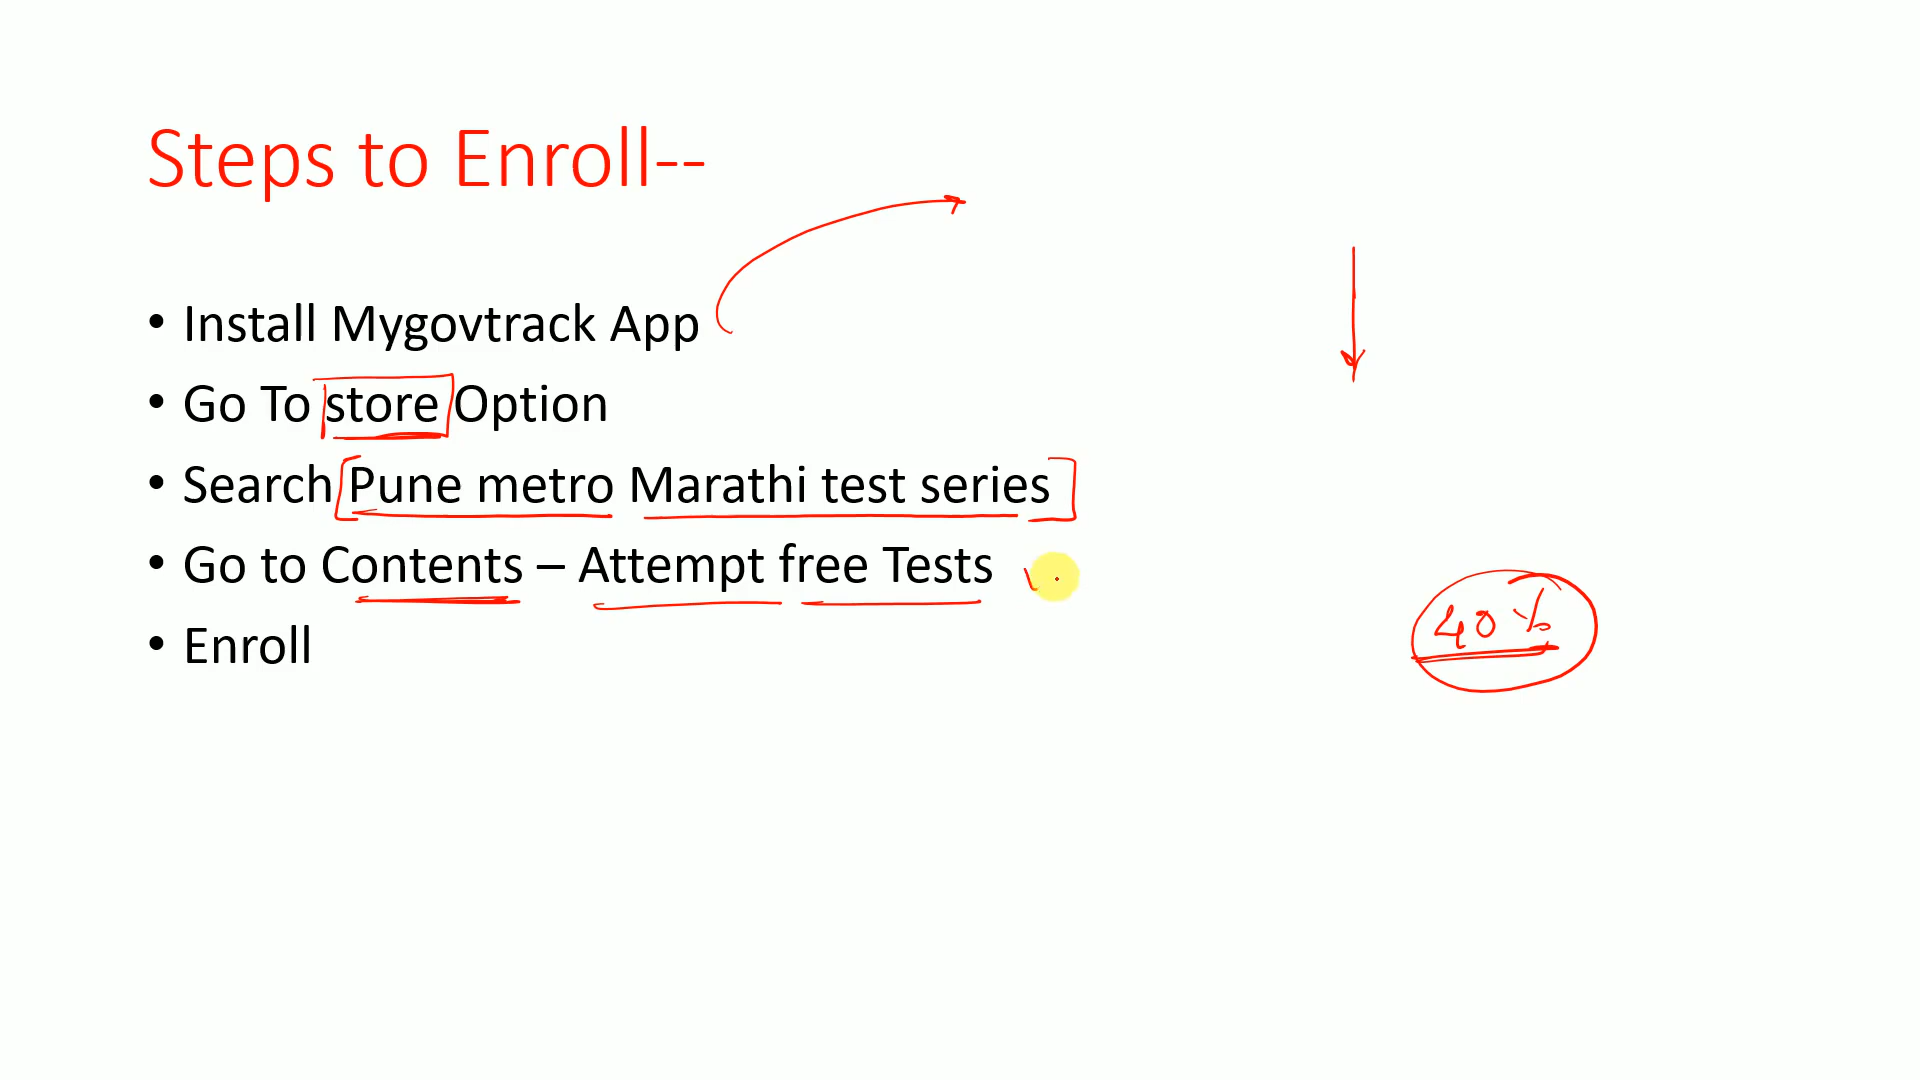 Steps to Enroll--
• Install Mygovtrack App
• Go To store Option
• Search Pune metro Marathi test series
• Go to Contents – Attempt free Tests
• Enroll
40%